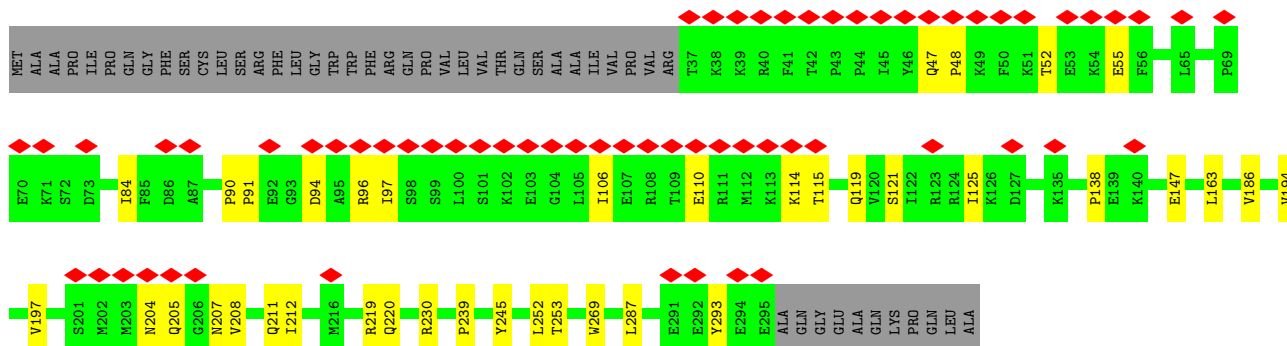 MET ALA ALA PRO ILE PRO GLN GLY PHE SER CYS LEU SER ARG PHE LEU GLY TRP TRP PHE ARG GLN PRO VAL LEU VAL THR GLN SER ALA ALA ILE VAL PRO VAL ARG T37 K38 K39 R40 F41 T42 P43 P44 I45 Y46 Q47 P48 K49 F50 K51 T52 E53 K54 E55 F56 L65 P69
E70 K71 S72 D73 I84 F85 D86 A87 P90 P91 E92 G93 D94 A95 R96 I97 S98 S99 L100 S101 K102 E103 G104 L105 I106 E107 R108 T109 E110 R111 M112 K113 K114 T115 Q119 V120 S121 I122 R123 R124 I125 K126 D127 K135 P138 E139 K140 E147 L163 V186 V194
V197 S201 M202 M203 N204 Q205 G206 N207 V208 Q211 I212 M216 R219 Q220 R230 P239 Y245 L252 T253 W269 L287 E291 E292 Y293 E294 E295 ALA GLN GLY GLU ALA GLN LYS PRO GLN LEU ALA